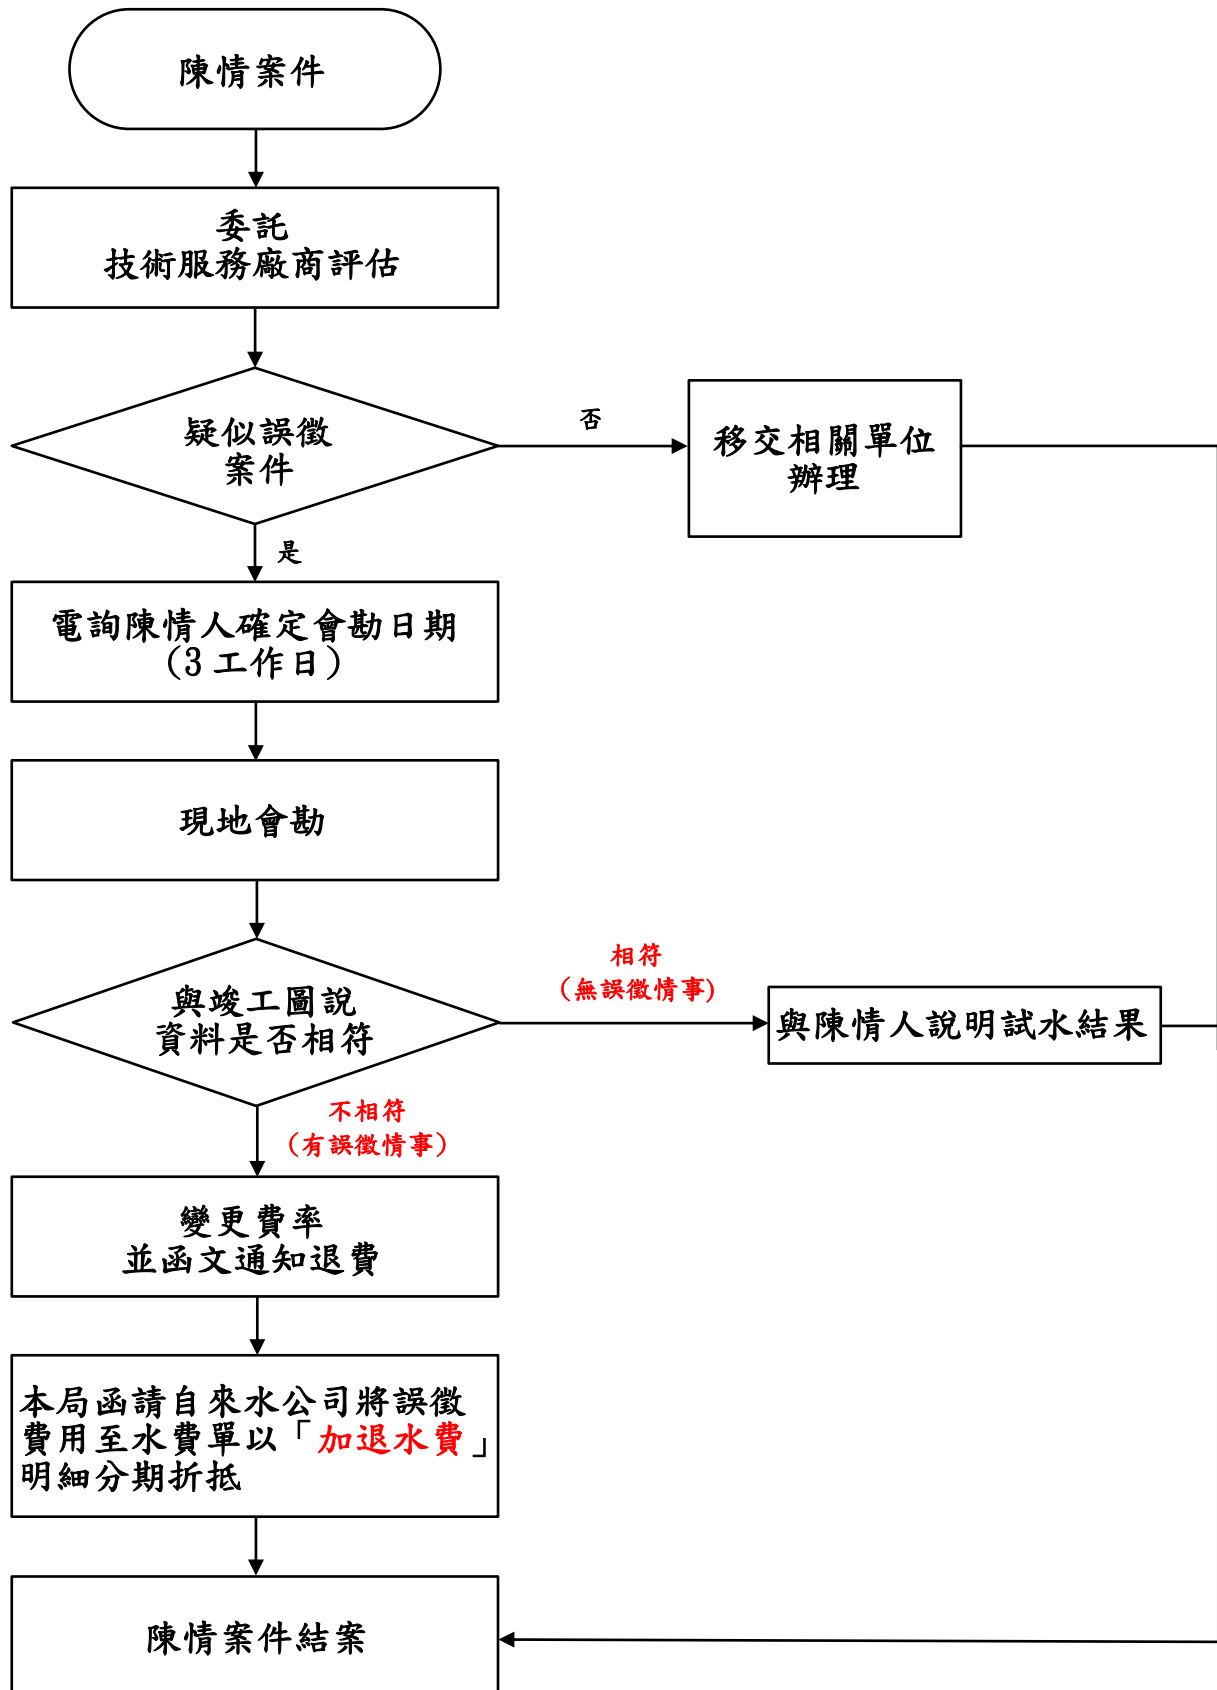 陳情案件
委託
技術服務廠商評估
疑似誤徵
案件
否
移交相關單位
辦理
是
電詢陳情人確定會勘日期
(3工作日)
現地會勘
與竣工圖說
資料是否相符
相符
(無誤徵情事)
與陳情人說明試水結果
不相符
(有誤徵情事)
變更費率
並函文通知退費
本局函請自來水公司將誤徵
費用至水費單以「加退水費」
明細分期折抵
陳情案件結案